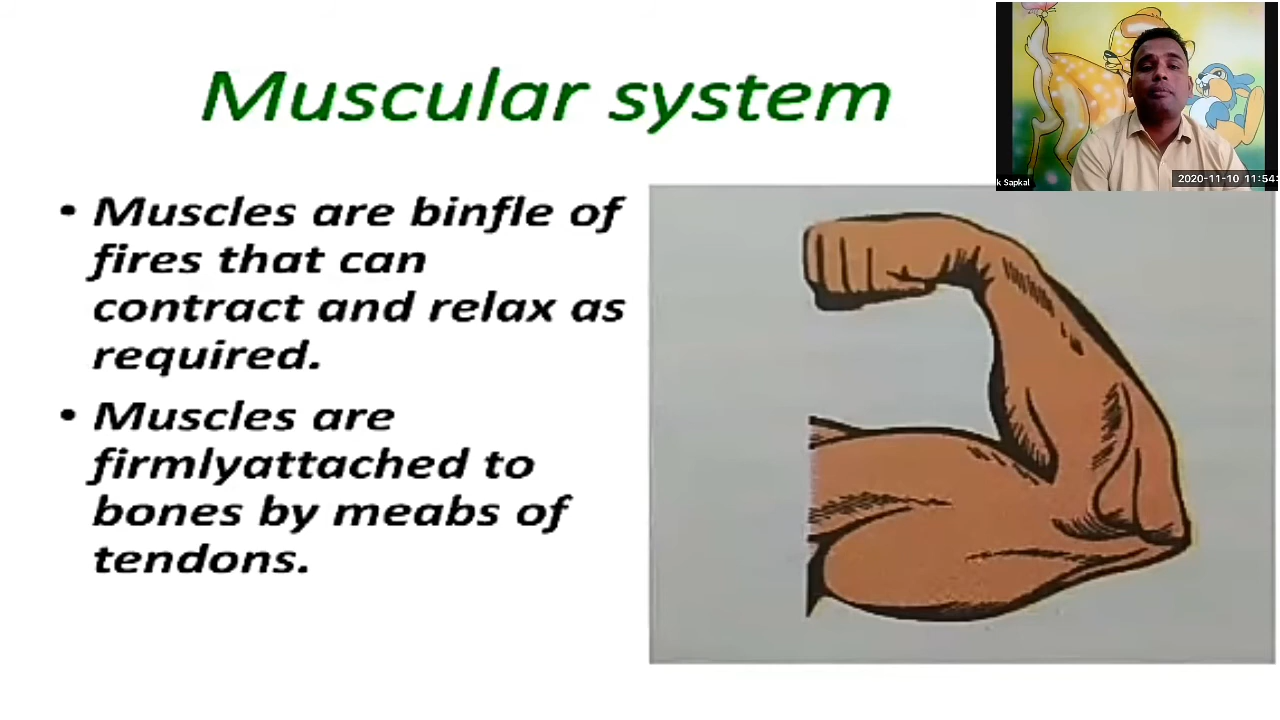 Muscular system
k Sapkal
2020-11-10 11:54:
• Muscles are binfle of
fires that can
contract and relax as
required.
• Muscles are
firmlyattached to
bones by meabs of
tendons.